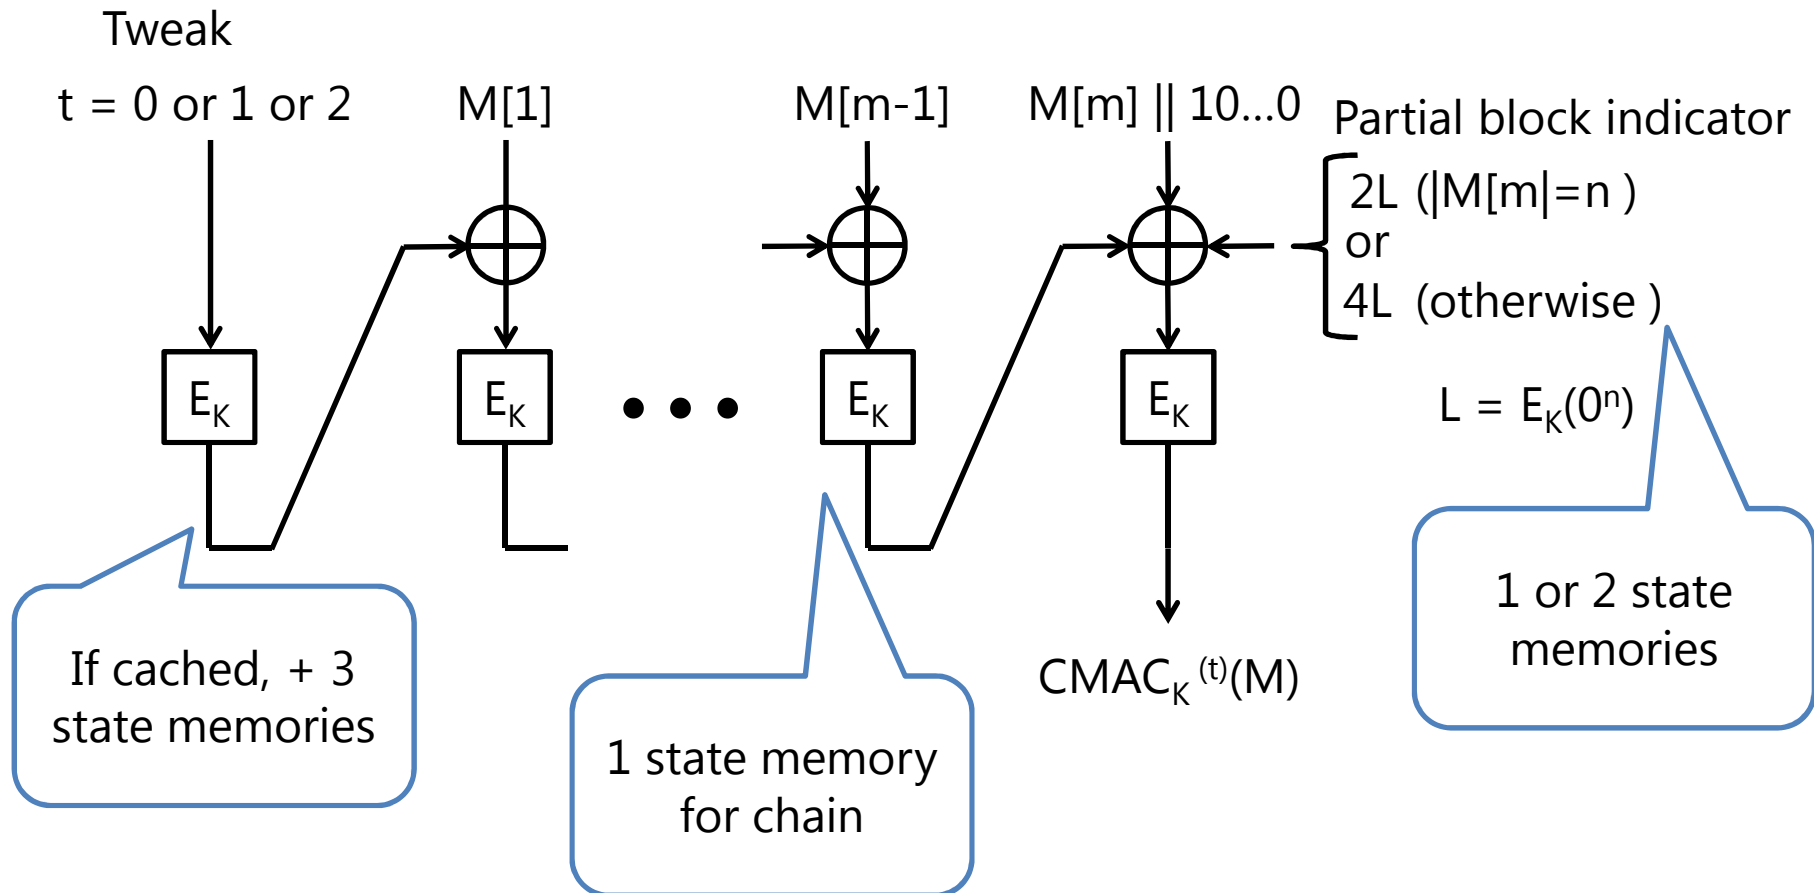 Tweak
t = 0 or 1 or 2
M[1]
M[m-1]
M[m] || 10...0
Partial block indicator
2L (|M[m|=n )
or
4L (otherwise )
E_K
E_K
E_K
E_K
L = E_K(0^n)
If cached, + 3
state memories
1 state memory
for chain
CMAC_K^(t)(M)
1 or 2 state
memories